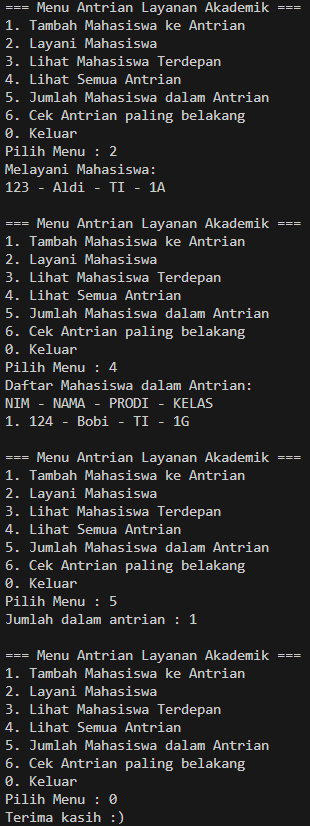 === Menu Antrian Layanan Akademik ===
1. Tambah Mahasiswa ke Antrian
2. Layani Mahasiswa
3. Lihat Mahasiswa Terdepan
4. Lihat Semua Antrian
5. Jumlah Mahasiswa dalam Antrian
6. Cek Antrian paling belakang
0. Keluar
Pilih Menu : 2
Melayani Mahasiswa:
123 - Aldi - TI - 1A
=== Menu Antrian Layanan Akademik ===
1. Tambah Mahasiswa ke Antrian
2. Layani Mahasiswa
3. Lihat Mahasiswa Terdepan
4. Lihat Semua Antrian
5. Jumlah Mahasiswa dalam Antrian
6. Cek Antrian paling belakang
0. Keluar
Pilih Menu : 4
Daftar Mahasiswa dalam Antrian:
NIM - NAMA - PRODI - KELAS
1. 124 - Bobi - TI - 1G
=== Menu Antrian Layanan Akademik ===
1. Tambah Mahasiswa ke Antrian
2. Layani Mahasiswa
3. Lihat Mahasiswa Terdepan
4. Lihat Semua Antrian
5. Jumlah Mahasiswa dalam Antrian
6. Cek Antrian paling belakang
0. Keluar
Pilih Menu : 5
Jumlah dalam antrian : 1
=== Menu Antrian Layanan Akademik ===
1. Tambah Mahasiswa ke Antrian
2. Layani Mahasiswa
3. Lihat Mahasiswa Terdepan
4. Lihat Semua Antrian
5. Jumlah Mahasiswa dalam Antrian
6. Cek Antrian paling belakang
0. Keluar
Pilih Menu : 0
Terima kasih :)